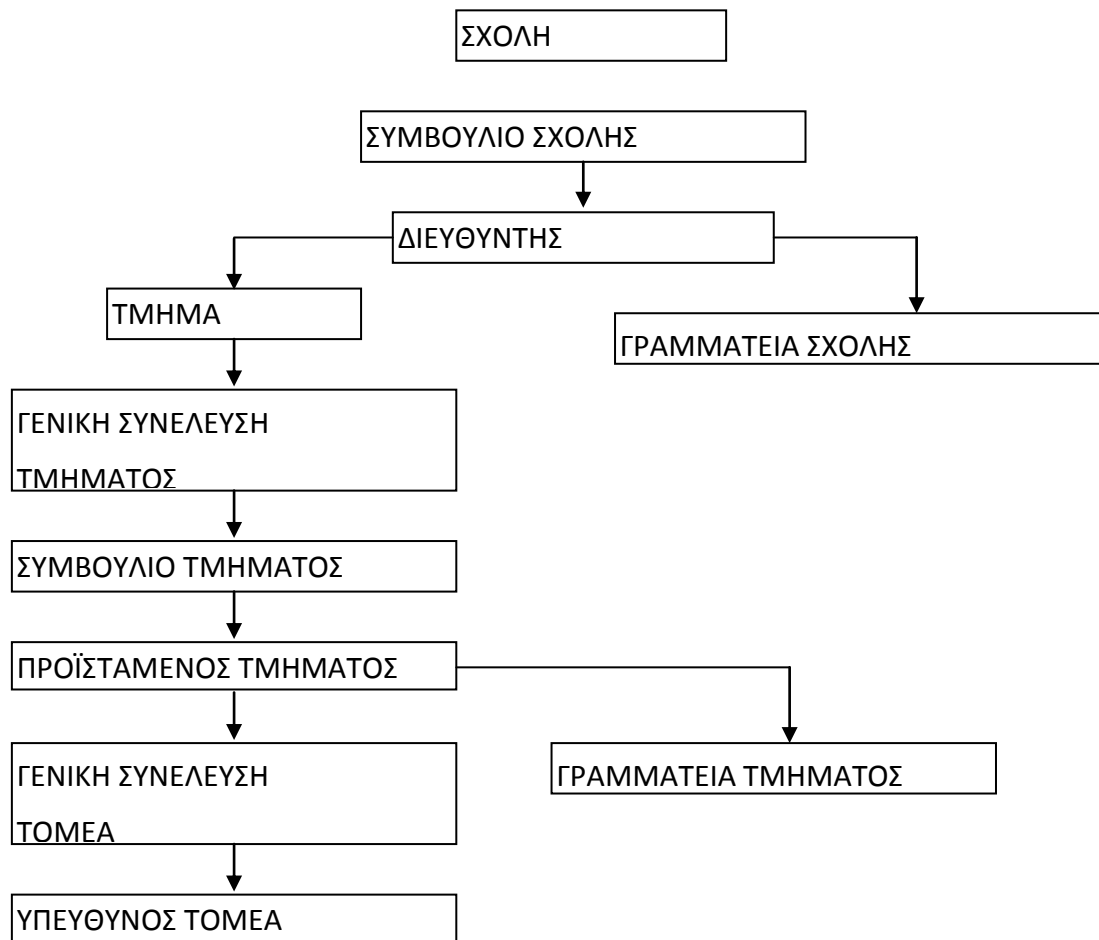 ΣΧΟΛΗ
ΣΥΜΒΟΥΛΙΟ ΣΧΟΛΗΣ
ΔΙΕΥΘΥΝΤΗΣ
ΤΜΗΜΑ
ΓΡΑΜΜΑΤΕΙΑ ΣΧΟΛΗΣ
ΓΕΝΙΚΗ ΣΥΝΕΛΕΥΣΗ
ΤΜΗΜΑΤΟΣ
ΣΥΜΒΟΥΛΙΟ ΤΜΗΜΑΤΟΣ
ΠΡΟΪΣΤΑΜΕΝΟΣ ΤΜΗΜΑΤΟΣ
ΓΕΝΙΚΗ ΣΥΝΕΛΕΥΣΗ
ΤΟΜΕΑ
ΓΡΑΜΜΑΤΕΙΑ ΤΜΗΜΑΤΟΣ
ΥΠΕΥΘΥΝΟΣ ΤΟΜΕΑ